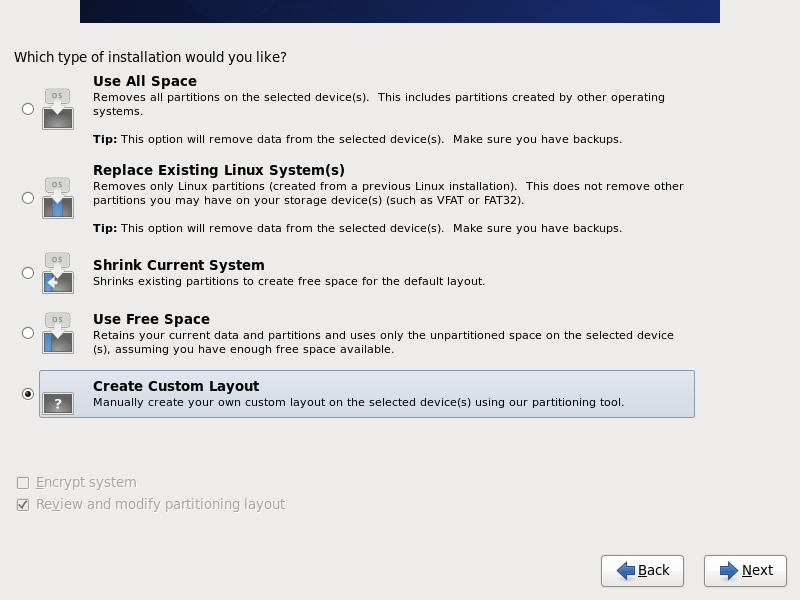 Which type of installation would you like?
OS
Use All Space
Removes all partitions on the selected device(s).  This includes partitions created by other operating
systems.
Tip: This option will remove data from the selected device(s).  Make sure you have backups.
OS
Replace Existing Linux System(s)
Removes only Linux partitions (created from a previous Linux installation).  This does not remove other
partitions you may have on your storage device(s) (such as VFAT or FAT32).
Tip: This option will remove data from the selected device(s).  Make sure you have backups.
OS
Shrink Current System
Shrinks existing partitions to create free space for the default layout.
OS
Use Free Space
Retains your current data and partitions and uses only the unpartitioned space on the selected device
(s), assuming you have enough free space available.
?
Create Custom Layout
Manually create your own custom layout on the selected device(s) using our partitioning tool.
Encrypt system
Review and modify partitioning layout
Back
Next